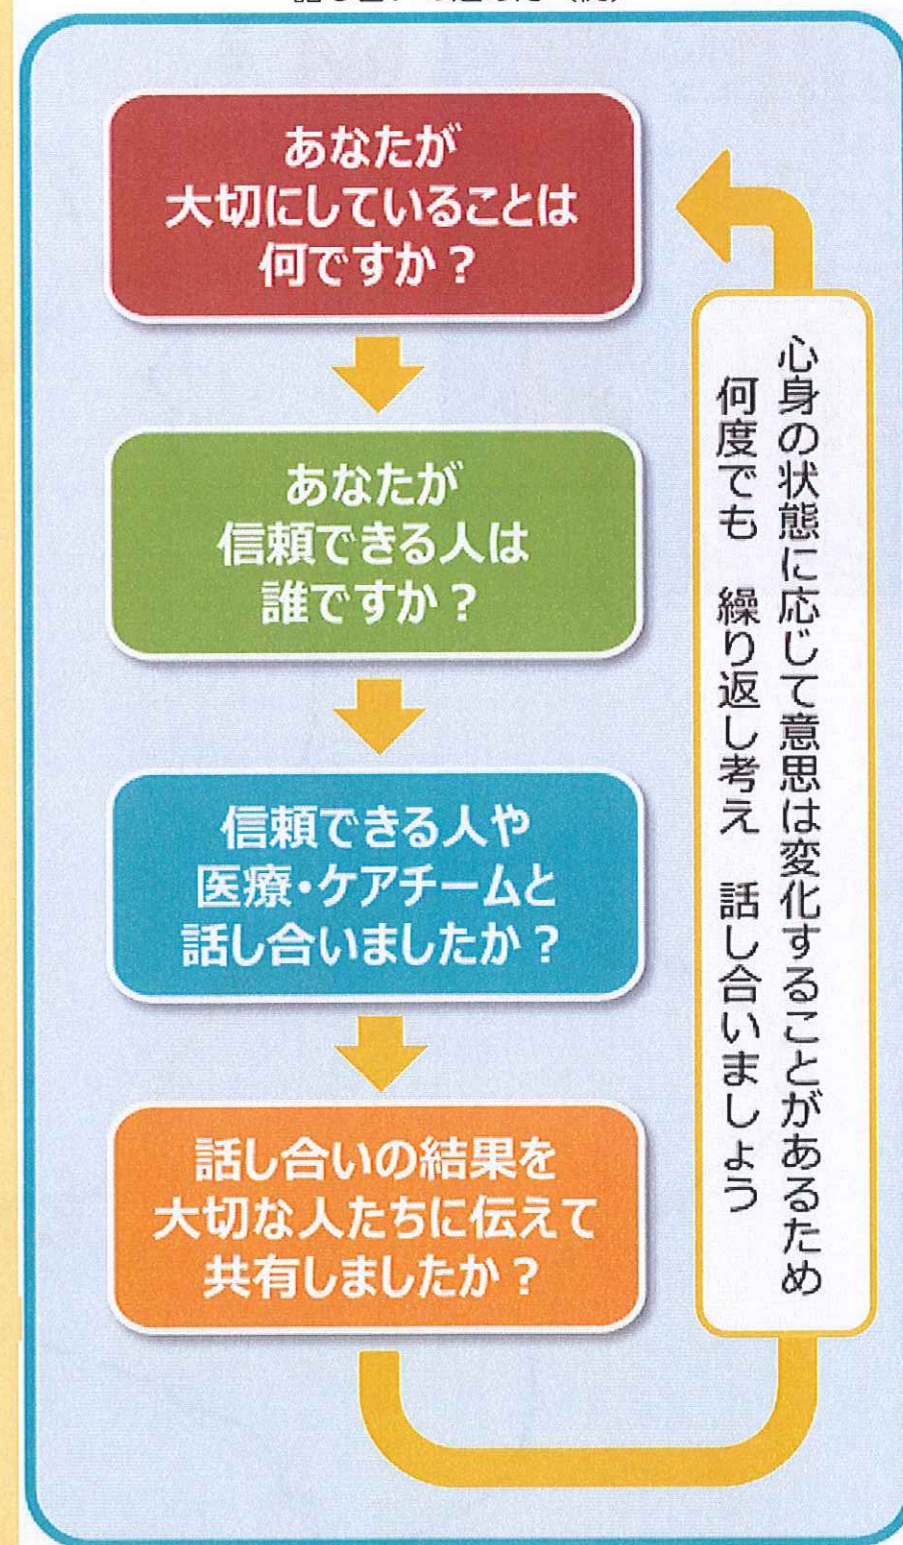 あなたが
大切にしていることは
何ですか？
あなたが
信頼できる人は
誰ですか？
信頼できる人や
医療・ケアチームと
話し合いましたか？
話し合いの結果を
大切な人たちに伝えて
共有しましたか？
心身の状態に応じて意思は変化することがあるため
何度でも　繰り返し考え　話し合いましょう